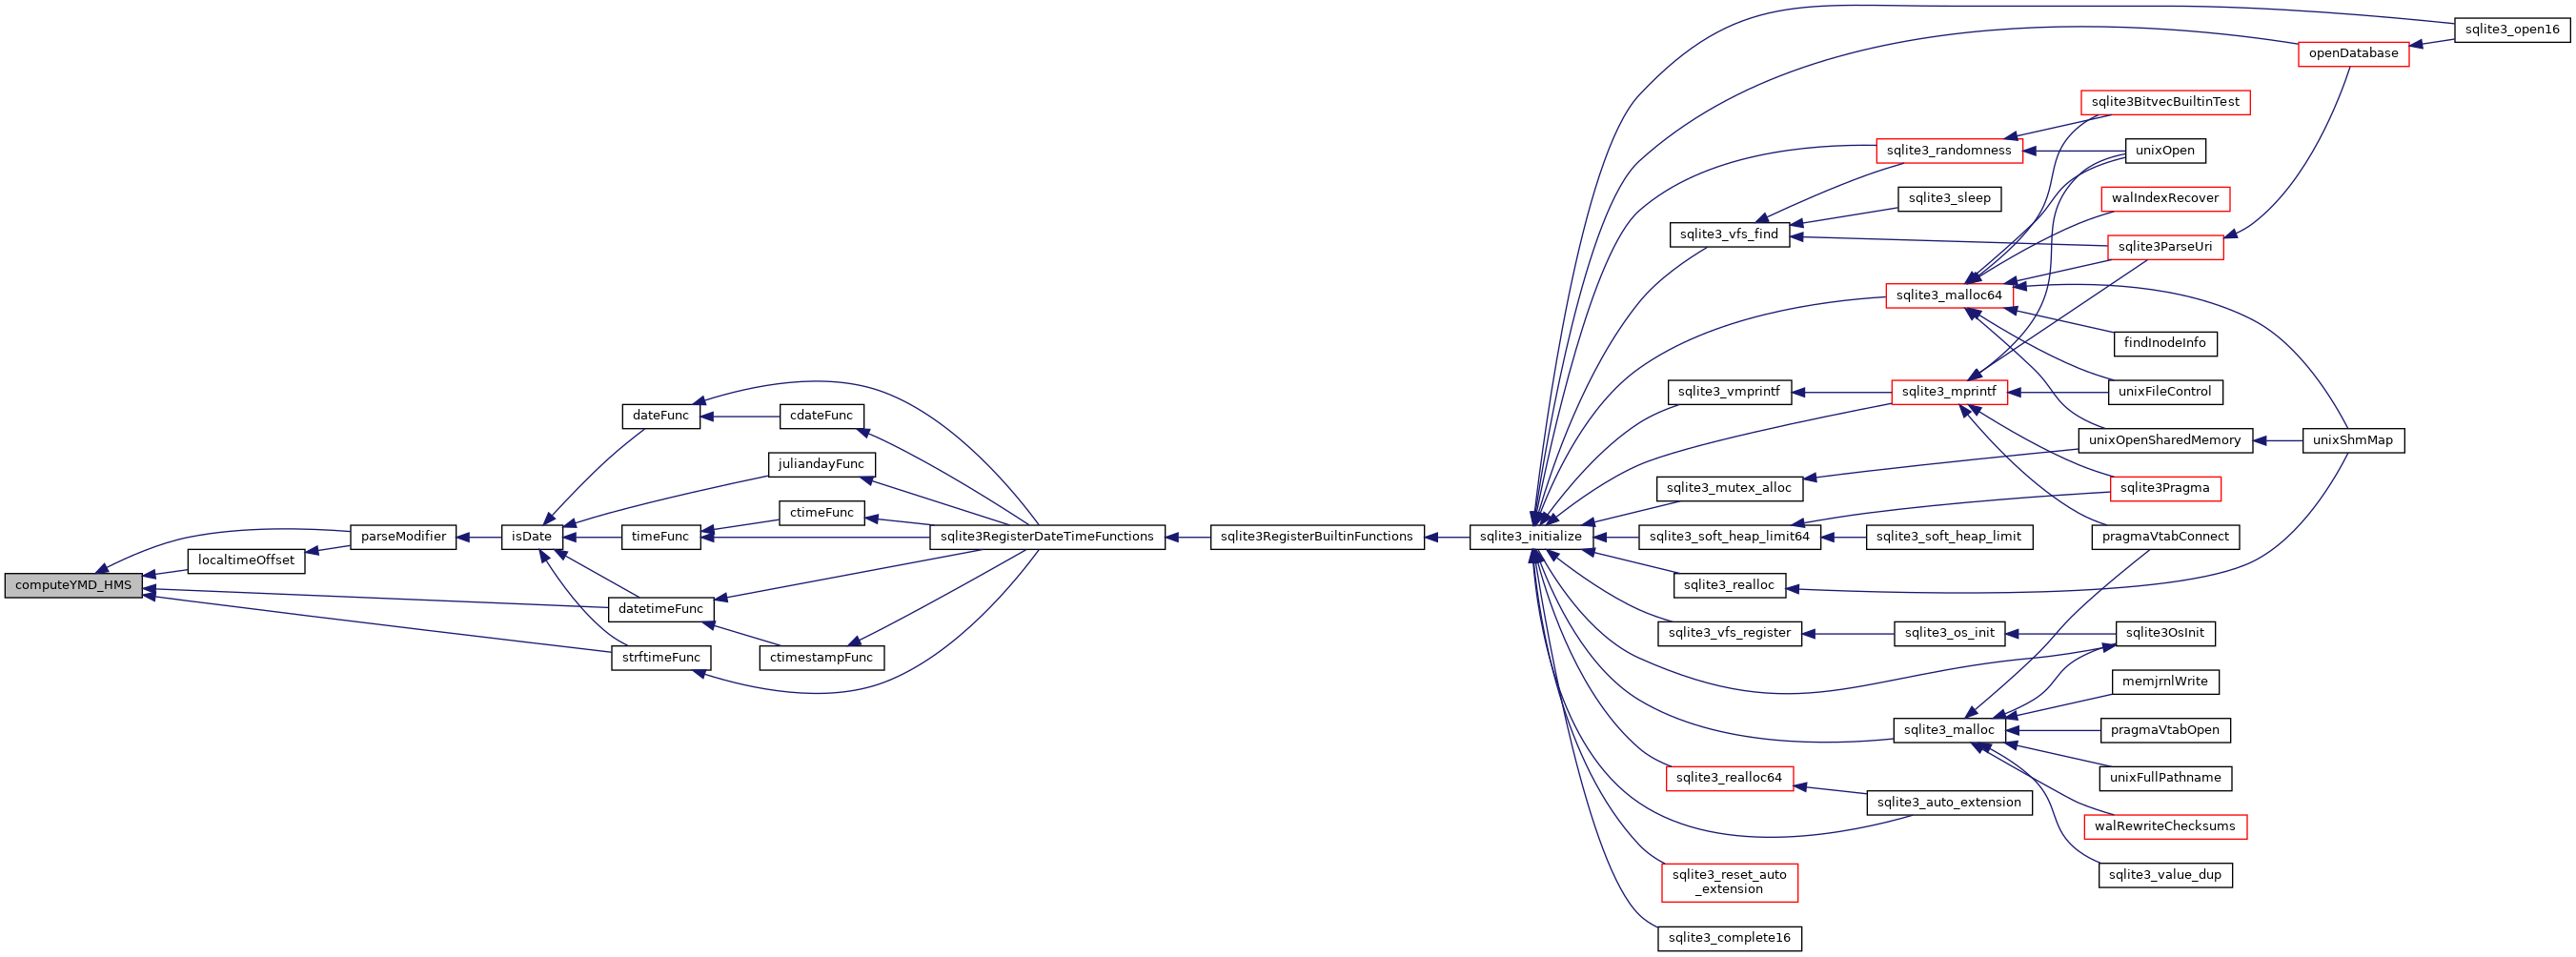 computeYMD_HMS
parseModifier
localtimeOffset
isDate
dateFunc
cdateFunc
juliandayFunc
timeFunc
ctimeFunc
datetimeFunc
strftimeFunc
ctimestampFunc
sqlite3RegisterDateTimeFunctions
sqlite3RegisterBuiltinFunctions
sqlite3_initialize
sqlite3_open16
openDatabase
sqlite3BitvecBuiltinTest
sqlite3_randomness
unixOpen
sqlite3_sleep
walIndexRecover
sqlite3_vfs_find
sqlite3ParseUri
sqlite3_malloc64
findInodeInfo
sqlite3_vmprintf
sqlite3_mprintf
unixFileControl
unixOpenSharedMemory
unixShmMap
sqlite3_mutex_alloc
sqlite3Pragma
sqlite3_soft_heap_limit64
sqlite3_soft_heap_limit
pragmaVtabConnect
sqlite3_realloc
sqlite3_vfs_register
sqlite3_os_init
sqlite3OsInit
memjrnlWrite
sqlite3_malloc
pragmaVtabOpen
sqlite3_realloc64
unixFullPathname
sqlite3_auto_extension
walRewriteChecksums
sqlite3_reset_auto
_extension
sqlite3_value_dup
sqlite3_complete16